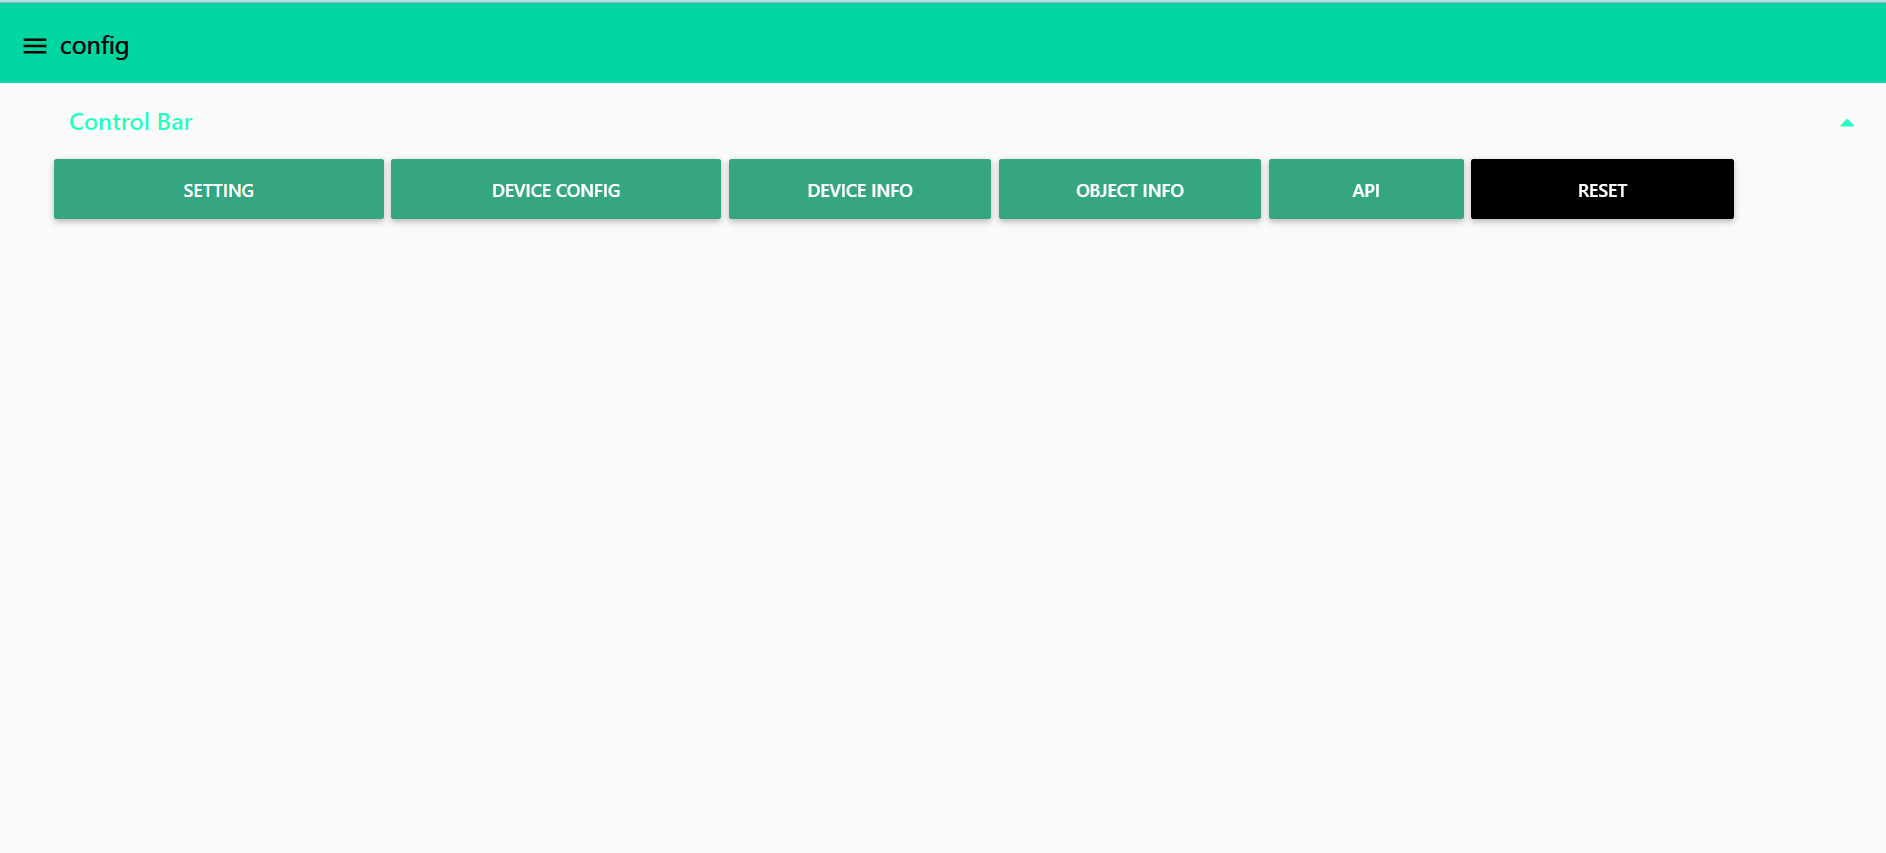 config
Control Bar
SETTING DEVICE CONFIG DEVICE INFO OBJECT INFO API RESET